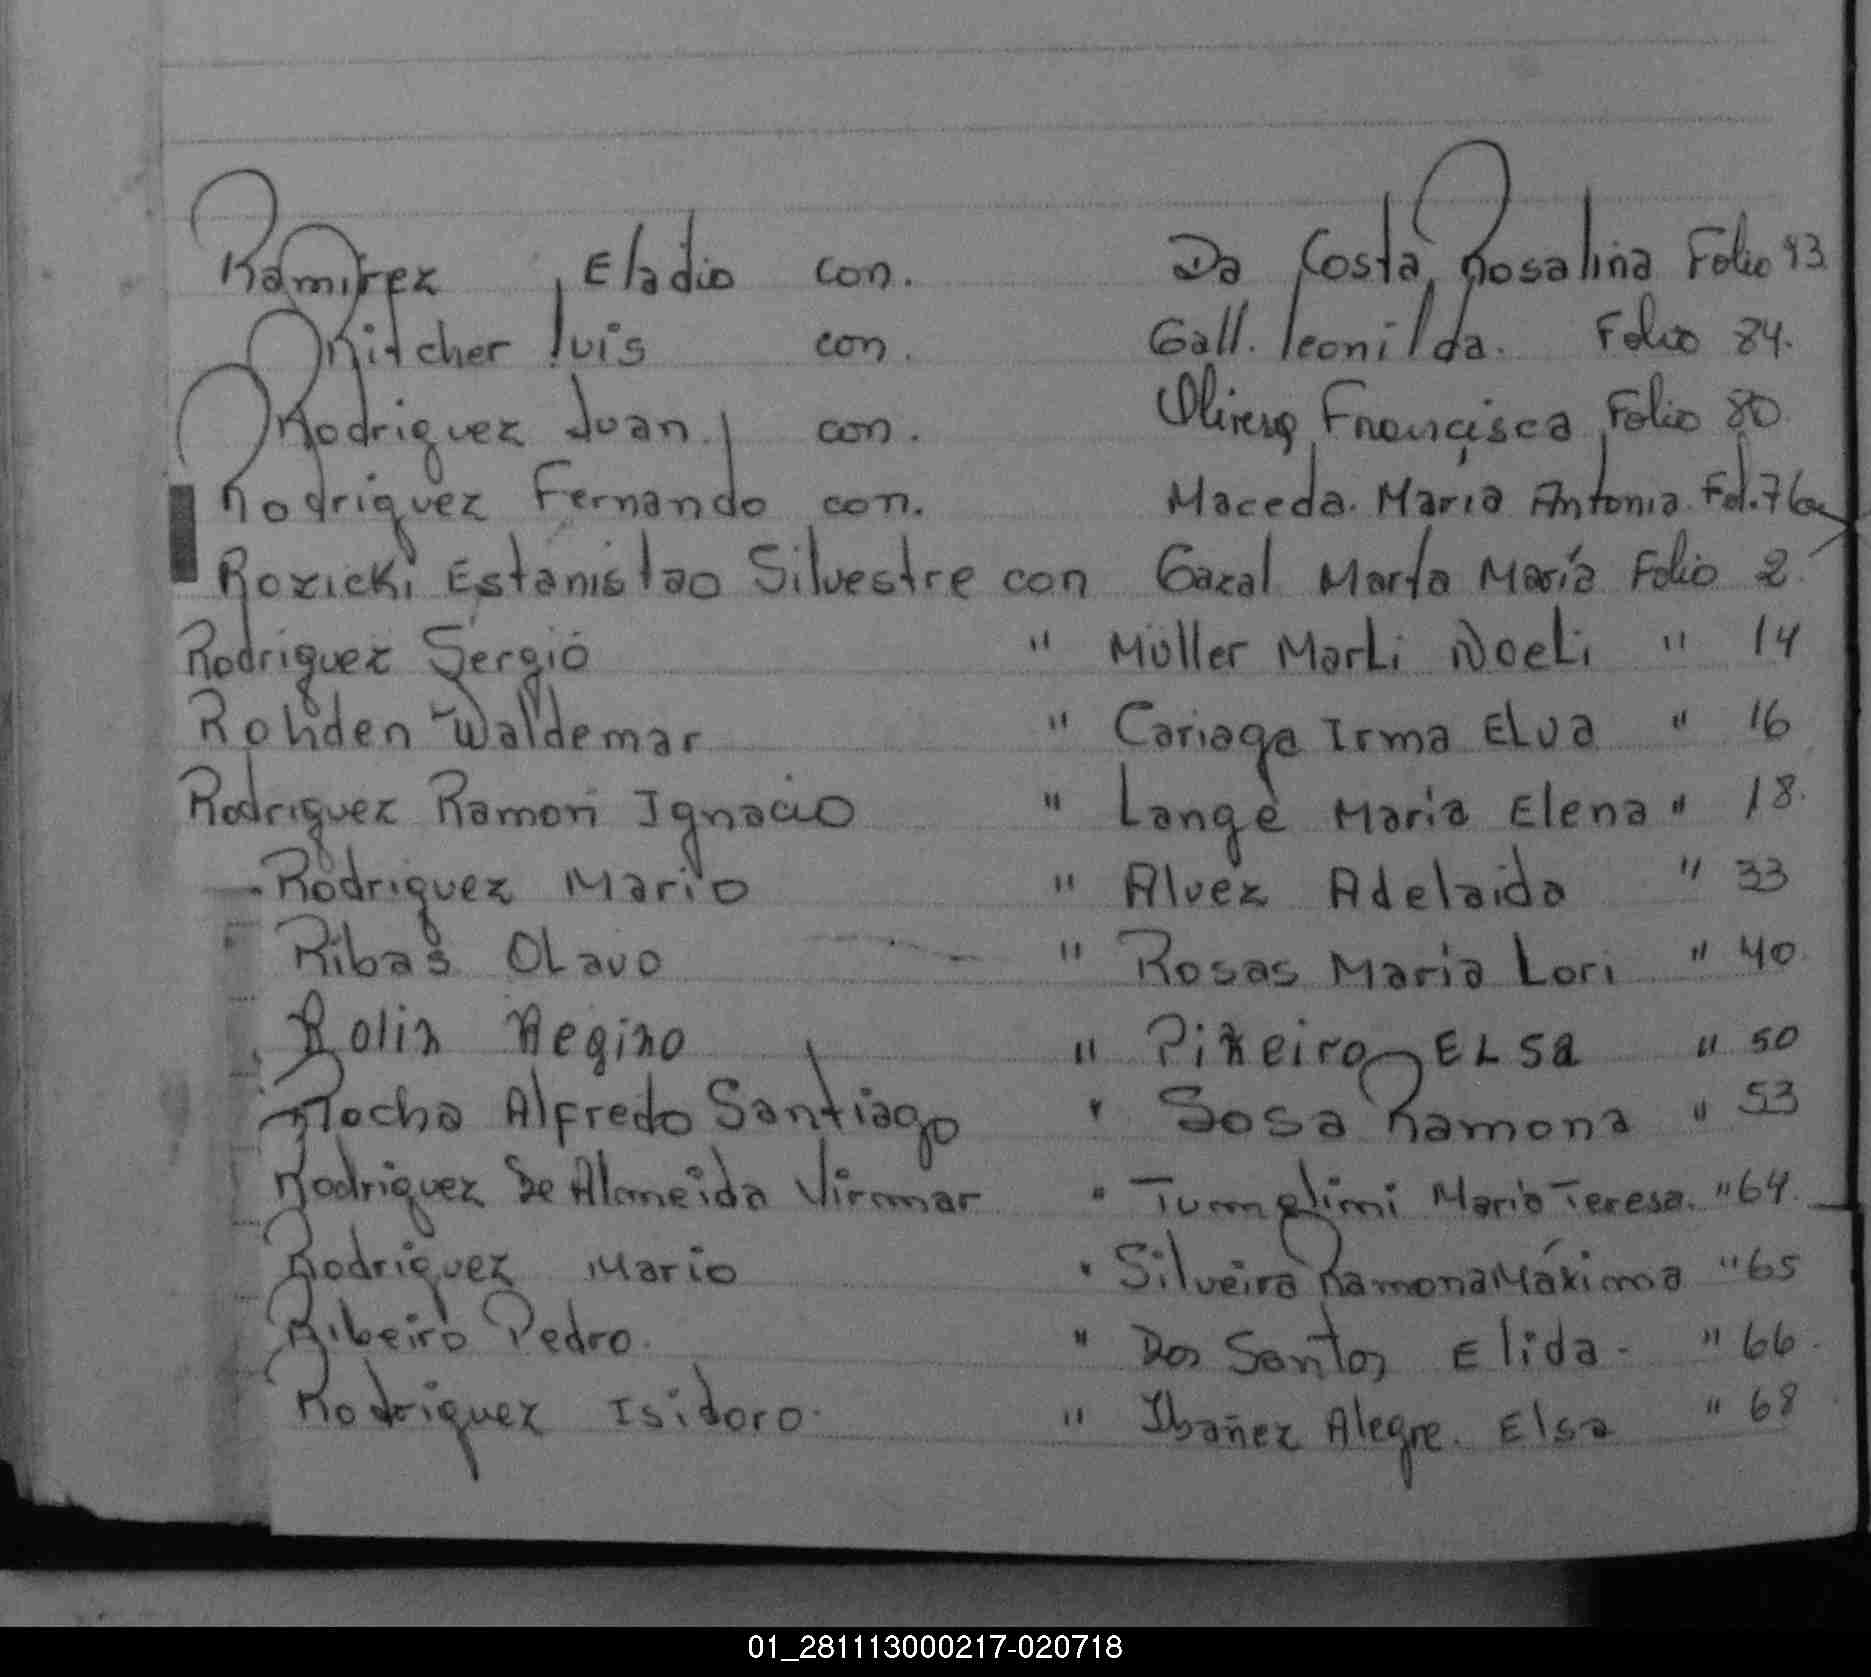 Ramirez Eladio con. Da Costa Rosalina Folio 93
Ritcher Luis con. Gall. Leonilda. Folio 84.
Rodriguez Juan con. Francisca Folio 80
Rodriguez Fernando con. Maceda. Maria Antonia. Fol. 76
Rozicki Estanislao Silvestre con Gazal Marta María Folio 2
Rodriguez Sergio " Müller Marli Noeli " 14
Rohden Waldemar " Cariaga Irma Elva " 16
Rodriguez Ramon Ignacio " Lange Maria Elena " 18.
Rodriguez Mario " Alvez Adelaida " 33
Ribas Olavo " Rosas Maria Lori " 40.
Rolin Regino " Piñeiro Elsa " 50
Rocha Alfredo Santiago " Sosa Ramona " 53
Rodriguez De Almeida Virmar " Maria Teresa. " 64.
Rodriguez Mario " Silveira Ramona Máxima " 65
Ribeiro Pedro. " Dos Santos Elida. " 66.
Rodriguez Isidoro. " Ibañez Alegre. Elsa " 68
01_281113000217-020718